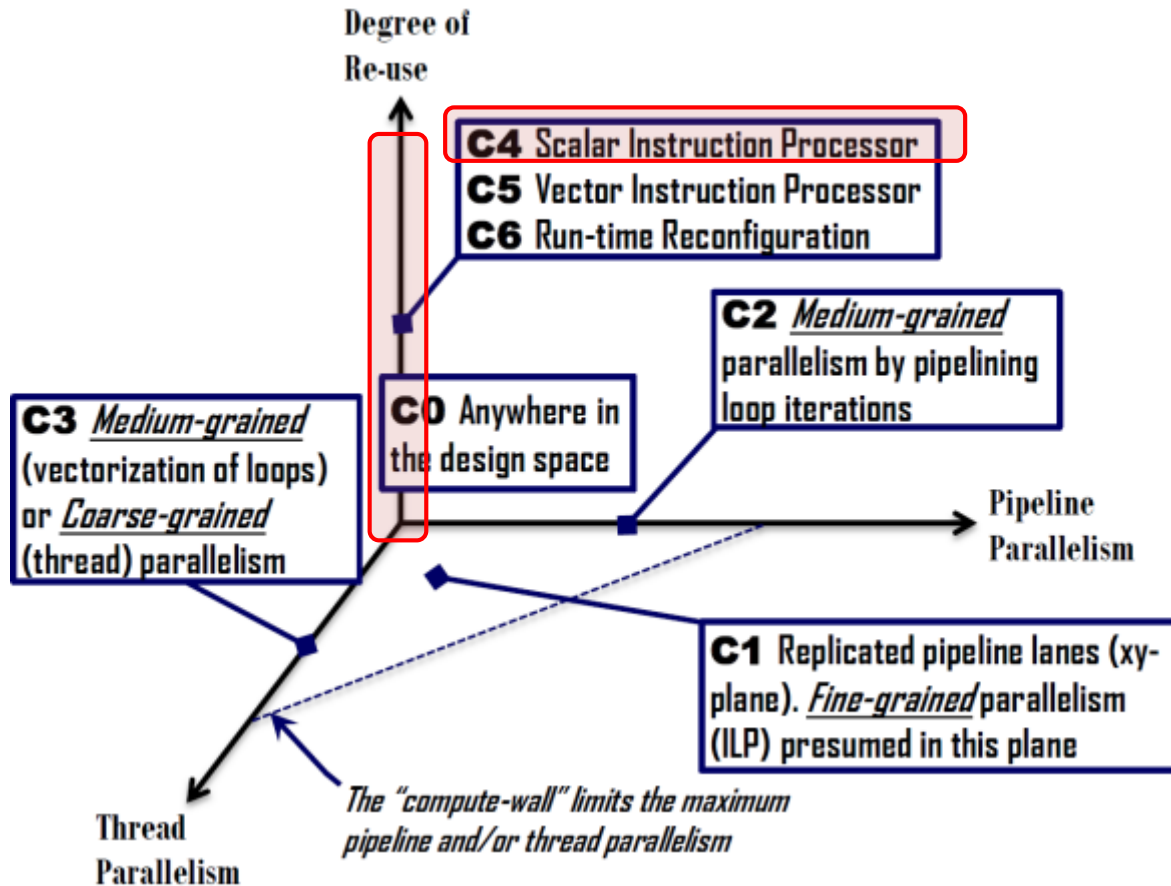 Degree of
Re-use
C4 Scalar Instruction Processor
C5 Vector Instruction Processor
C6 Run-time Reconfiguration
C2 Medium-grained
parallelism by pipelining
loop iterations
C0 Anywhere in
the design space
C3 Medium-grained
(vectorization of loops)
or Coarse-grained
(thread) parallelism
Pipeline
Parallelism
C1 Replicated pipeline lanes (xy-
plane). Fine-grained parallelism
(ILP) presumed in this plane
The "compute-wall" limits the maximum
pipeline and/or thread parallelism
Thread
Parallelism